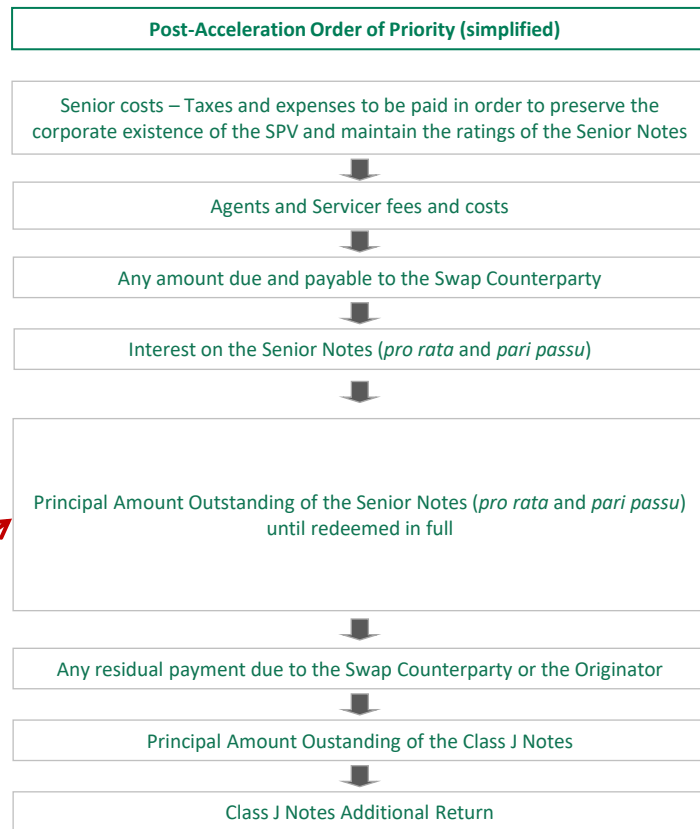 Post-Acceleration Order of Priority (simplified)
Senior costs – Taxes and expenses to be paid in order to preserve the
corporate existence of the SPV and maintain the ratings of the Senior Notes
Agents and Servicer fees and costs
Any amount due and payable to the Swap Counterparty
Interest on the Senior Notes (pro rata and pari passu)
Principal Amount Outstanding of the Senior Notes (pro rata and pari passu)
until redeemed in full
Any residual payment due to the Swap Counterparty or the Originator
Principal Amount Oustanding of the Class J Notes
Class J Notes Additional Return